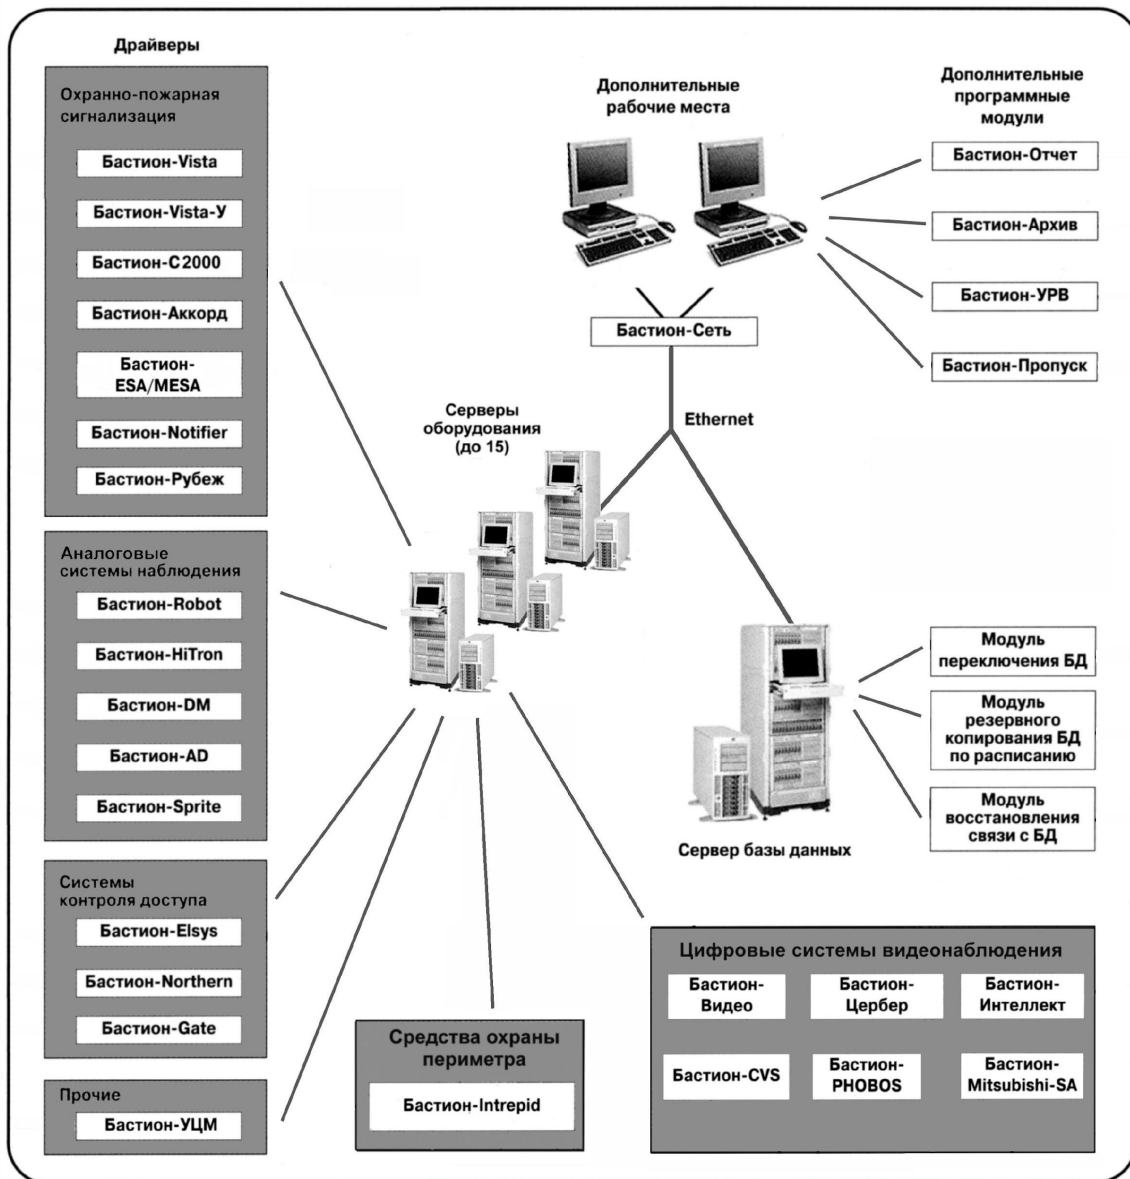 Драйверы
Охранно-пожарная
сигнализация
Бастион-Vista
Бастион-Vista-У
Бастион-С2000
Бастион-Аккорд
Бастион-
ESA/MESA
Бастион-Notifier
Бастион-Рубеж
Аналоговые
системы наблюдения
Бастион-Robot
Бастион-HiTron
Бастион-DM
Бастион-AD
Бастион-Sprite
Системы
контроля доступа
Бастион-Elsys
Бастион-Northern
Бастион-Gate
Прочие
Бастион-УЦМ
Дополнительные
рабочие места
Бастион-Сеть
Ethernet
Серверы
оборудования
(до 15)
Дополнительные
программные
модули
Бастион-Отчет
Бастион-Архив
Бастион-УРВ
Бастион-Пропуск
Модуль
переключения БД
Модуль
резервного
копирования БД
по расписанию
Модуль
восстановления
связи с БД
Сервер базы данных
Средства охраны
периметра
Бастион-Intrepid
Цифровые системы видеонаблюдения
Бастион-
Видео
Бастион-
Цербер
Бастион-
Интеллект
Бастион-CVS
Бастион-
PHOBOS
Бастион-
Mitsubishi-SA